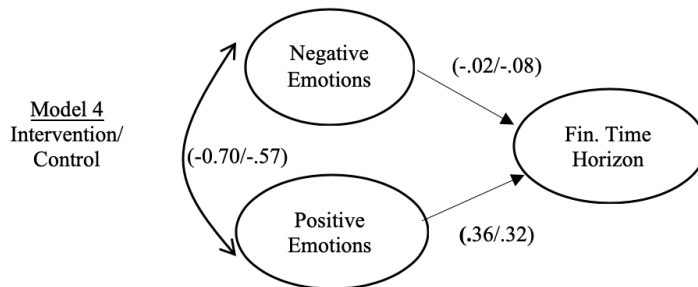 Negative
Emotions
(-.02/-.08)
Model 4
Intervention/
Control
Fin. Time
Horizon
(-0.70/-.57)
Positive
Emotions
(.36/.32)